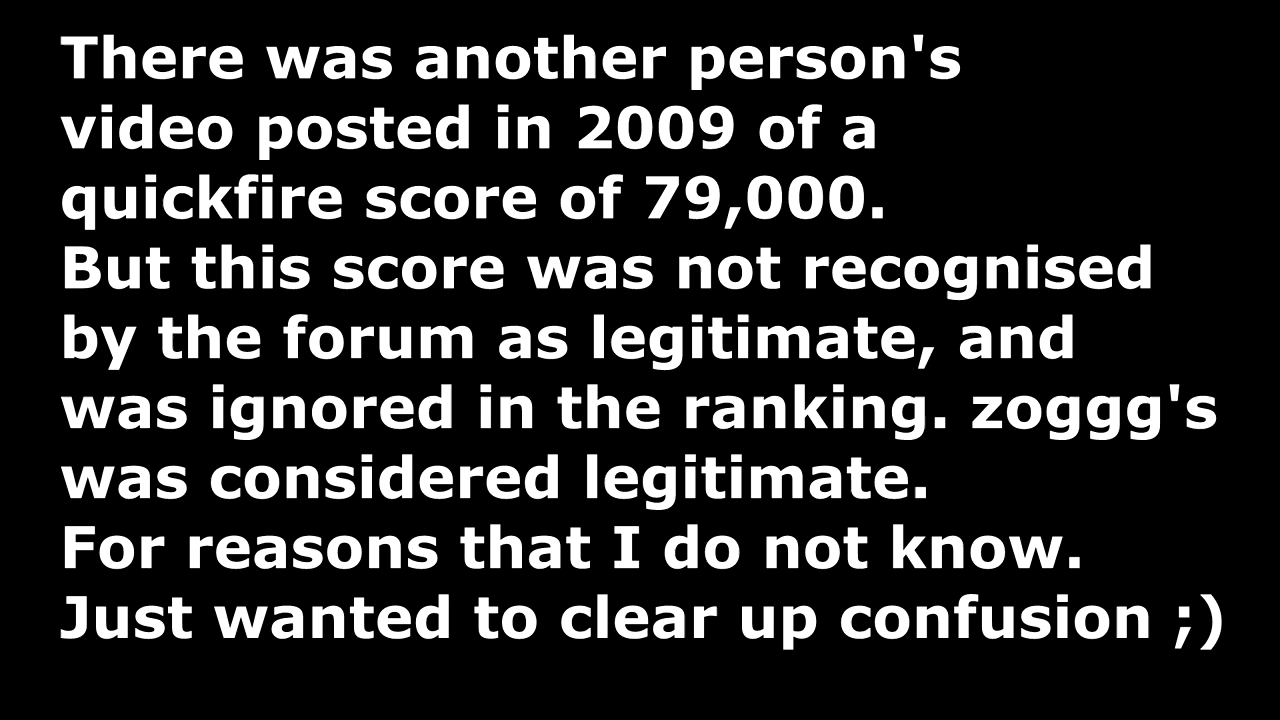 There was another person's
video posted in 2009 of a
quickfire score of 79,000.
But this score was not recognised
by the forum as legitimate, and
was ignored in the ranking. zoggg's
was considered legitimate.
For reasons that I do not know.
Just wanted to clear up confusion ;)